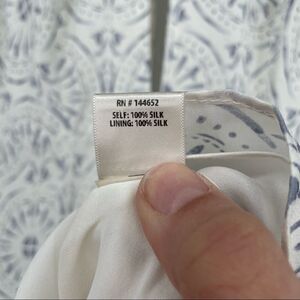 RN # 144652
SELF: 100% SILK
LINING: 100% SILK